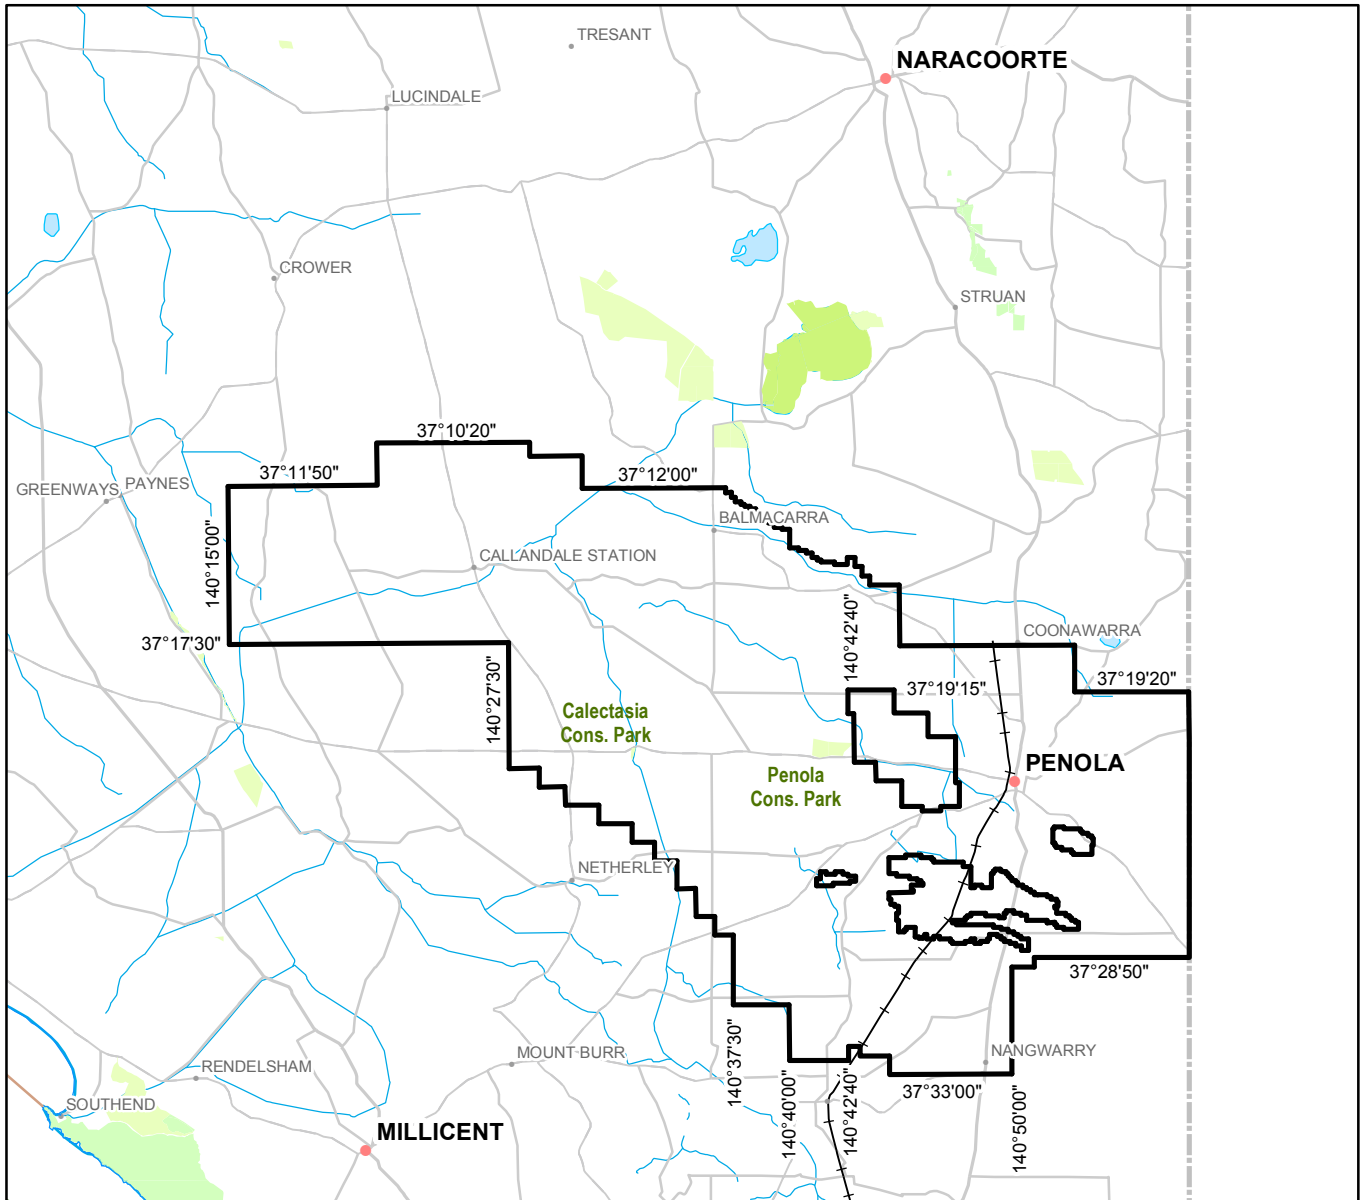 TRESANT
NARACOORTE
LUCINDALE
CROWER
STRUAN
37°10'20"
37°11'50"
37°12'00"
GREENWAYS
PAYNES
BALMACARRA
140°15'00"
CALLANDALE STATION
37°17'30"
140°42'40"
COONAWARRA
37°19'20"
37°19'15"
140°27'30"
Calectasia
Cons. Park
PENOLA
Penola
Cons. Park
NETHERLEY
37°28'50"
MOUNT BURR
NANGWARRY
RENDELSHAM
140°37'30"
37°33'00"
SOUTHEND
140°40'00"
140°42'40"
140°50'00"
MILLICENT